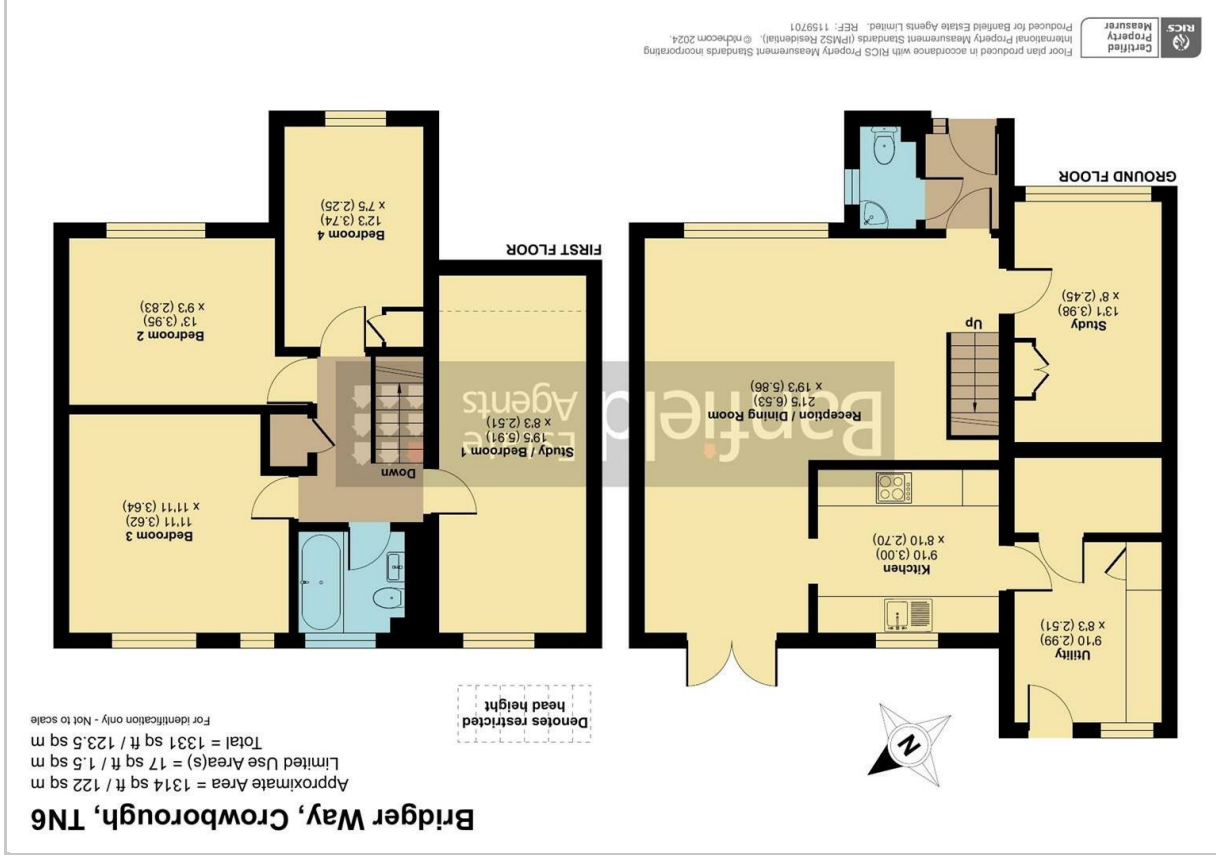 Bridger Way, Crowborough, TN6
Approximate Area = 1314 sq ft / 122 sq m
Limited Use Area(s) = 17 sq ft / 1.5 sq m
Total = 1331 sq ft / 123.5 sq m
For identification only - Not to scale
Denotes restricted
head height
N
Utility
9'10 (2.99)
x 8'3 (2.51)
Kitchen
9'10 (3.00)
x 8'10 (2.70)
Reception / Dining Room
21'5 (6.53)
x 19'3 (5.86)
Up
Study
13'1 (3.98)
x 8' (2.45)
GROUND FLOOR
Bedroom 3
11'11 (3.62)
x 11'11 (3.64)
Down
Study / Bedroom 1
19'5 (5.91)
x 8'3 (2.51)
Bedroom 2
13' (3.95)
x 9'3 (2.83)
Bedroom 4
12'3 (3.74)
x 7'5 (2.25)
FIRST FLOOR
Banfield
Estate
Agents
Certified
Property
Measurer
RICS
Floor plan produced in accordance with RICS Property Measurement Standards incorporating
International Property Measurement Standards (IPMS2 Residential). © nichecom 2024.
Produced for Banfield Estate Agents Limited. REF: 1159701